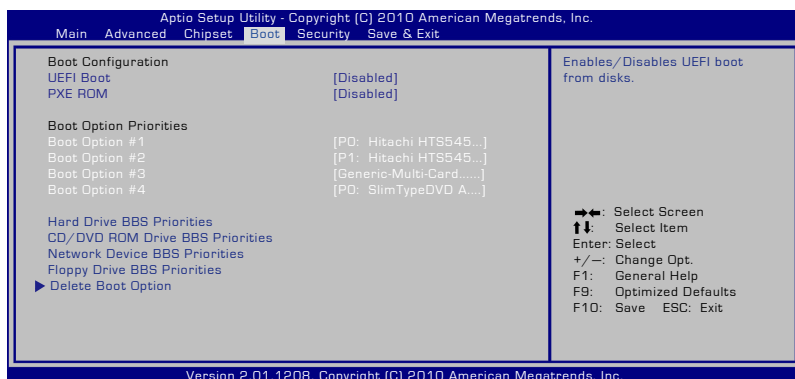 Aptio Setup Utility - Copyright (C) 2010 American Megatrends, Inc.
Main Advanced Chipset Boot Security Save & Exit
Boot Configuration
UEFI Boot [Disabled]
PXE ROM [Disabled]
Boot Option Priorities
Boot Option #1 [P0: Hitachi HTS545...]
Boot Option #2 [P1: Hitachi HTS545...]
Boot Option #3 [Generic-Multi-Card......]
Boot Option #4 [P0: SlimTypeDVD A....]
Hard Drive BBS Priorities
CD/DVD ROM Drive BBS Priorities
Network Device BBS Priorities
Floppy Drive BBS Priorities
Delete Boot Option
Enables/Disables UEFI boot
from disks.
→←: Select Screen
↑↓: Select Item
Enter: Select
+/—: Change Opt.
F1: General Help
F9: Optimized Defaults
F10: Save ESC: Exit
Version 2.01.1208. Copyright (C) 2010 American Megatrends, Inc.